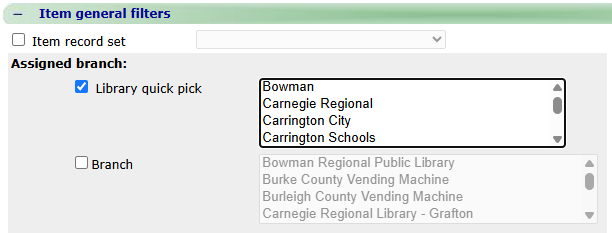 − Item general filters
Item record set
Assigned branch:
Library quick pick
Bowman
Carnegie Regional
Carrington City
Carrington Schools
Branch
Bowman Regional Public Library
Burke County Vending Machine
Burleigh County Vending Machine
Carnegie Regional Library - Grafton